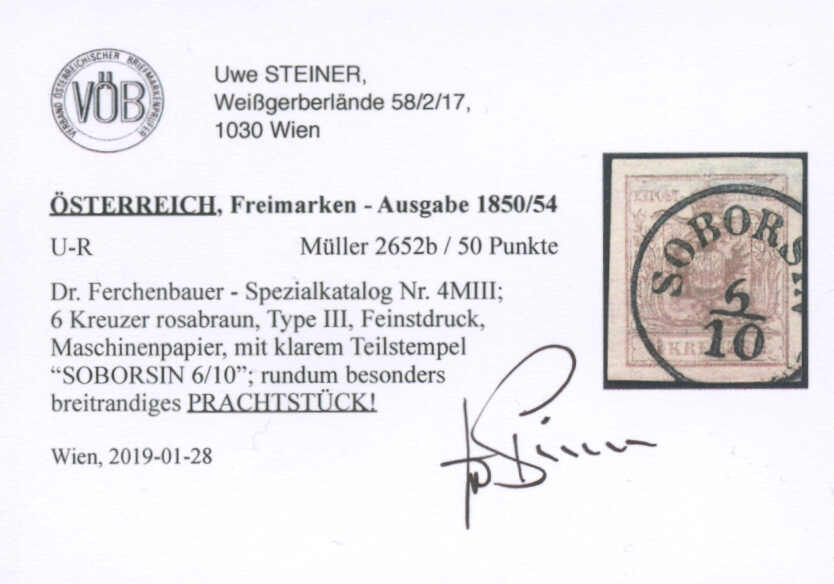 VERBAND ÖSTERREICHISCHER BRIEFMARKENPRÜFER
VÖB
Uwe STEINER,
Weißgerberlände 58/2/17,
1030 Wien
ÖSTERREICH, Freimarken - Ausgabe 1850/54
U-R Müller 2652b / 50 Punkte
Dr. Ferchenbauer - Spezialkatalog Nr. 4MIII;
6 Kreuzer rosabraun, Type III, Feinstdruck,
Maschinenpapier, mit klarem Teilstempel
“SOBORSIN 6/10”; rundum besonders
breitrandiges PRACHTSTÜCK!
Wien, 2019-01-28
SOBORSIN
6
10
KREUZER